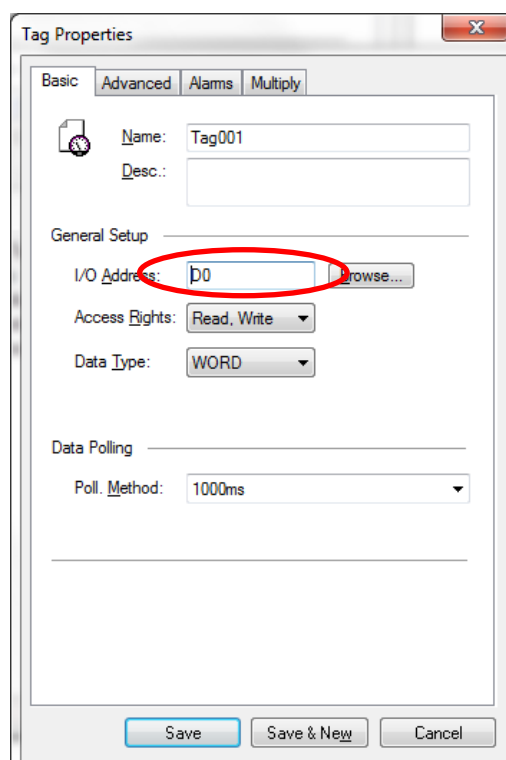 Tag Properties
Basic Advanced Alarms Multiply
Name: Tag001
Desc.:
General Setup
I/O Address: D0 Browse...
Access Rights: Read, Write
Data Type: WORD
Data Polling
Poll. Method: 1000ms
Save Save & New Cancel